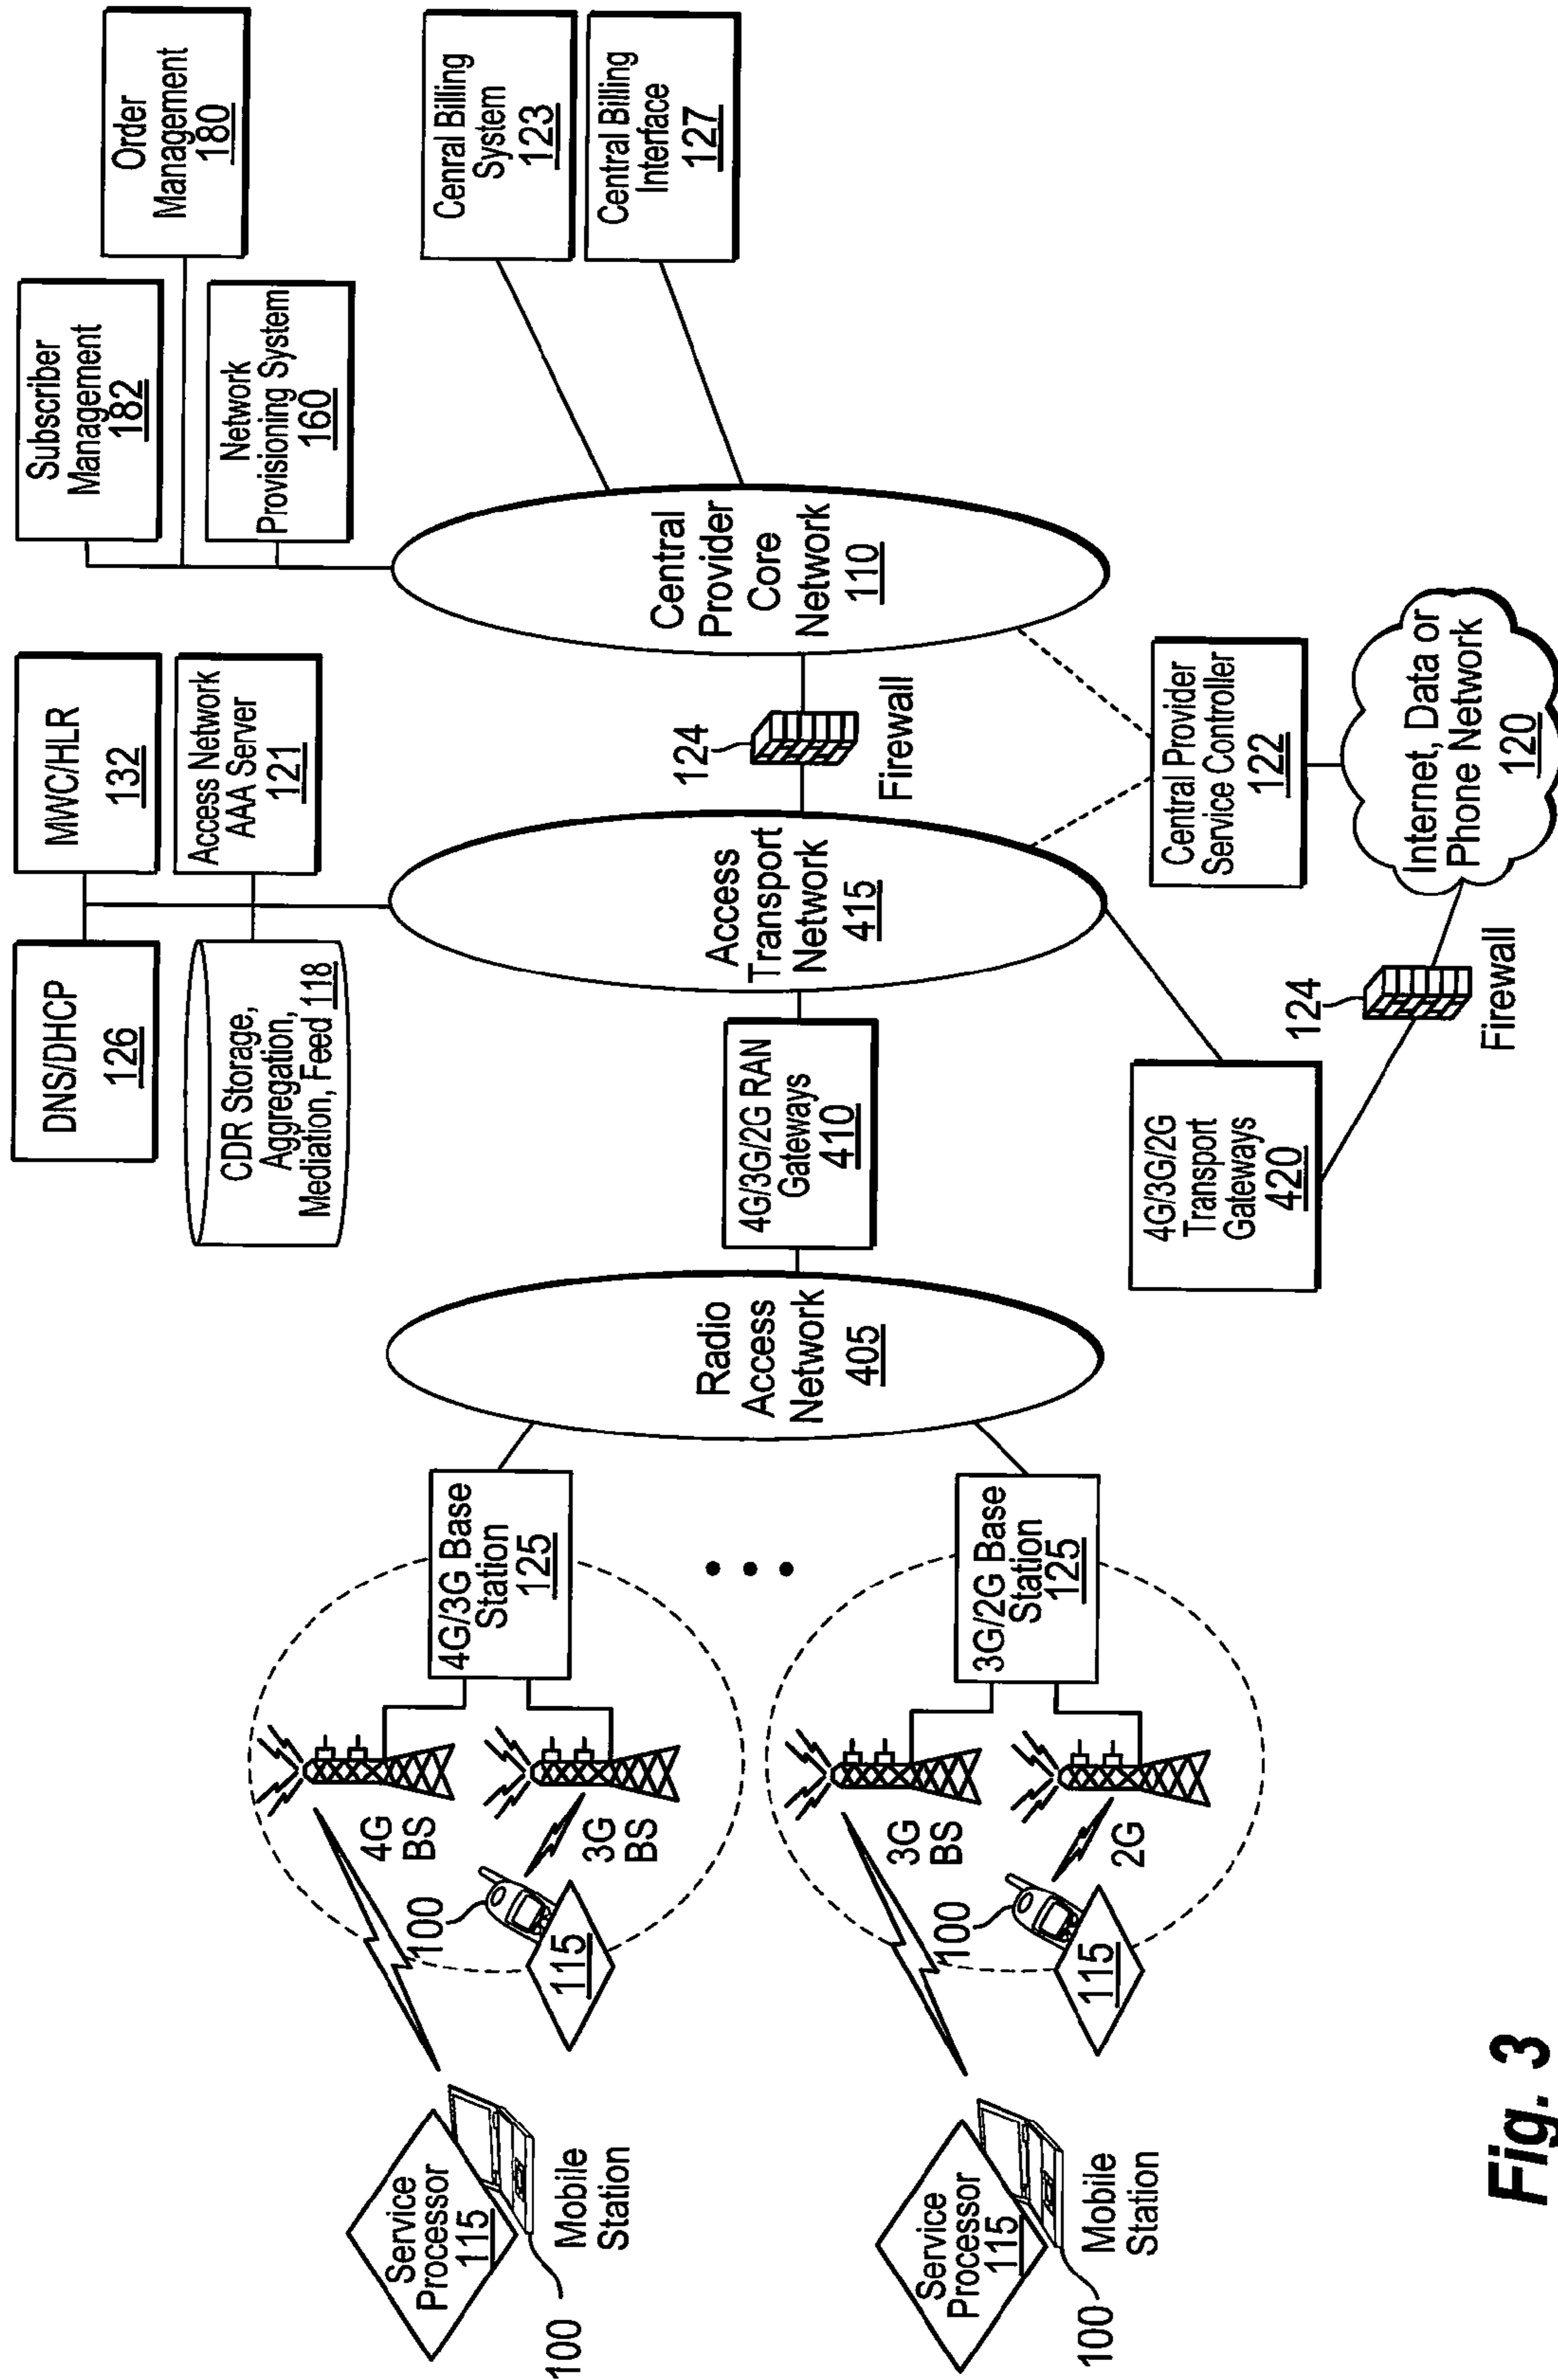 Subscriber
Management
182
Order
Management
180
Network
Provisioning System
160
DNS/DHCP
126
MWC/HLR
132
CDR Storage,
Aggregation,
Mediation, Feed 118
Access Network
AAA Server
121
Cenral Billing
System
123
Central Billing
Interface
127
Service
Processor
115
100
Mobile
Station
4G
BS
100
115
3G
BS
4G/3G Base
Station
125
Radio
Access
Network
405
4G/3G/2G RAN
Gateways
410
Access
Transport
Network
415
124
Firewall
Central
Provider
Core
Network
110
Service
Processor
115
100
Mobile
Station
3G
BS
100
115
2G
3G/2G Base
Station
125
4G/3G/2G
Transport
Gateways
420
Central Provider
Service Controller
122
124
Firewall
Internet, Data or
Phone Network
120
Fig. 3